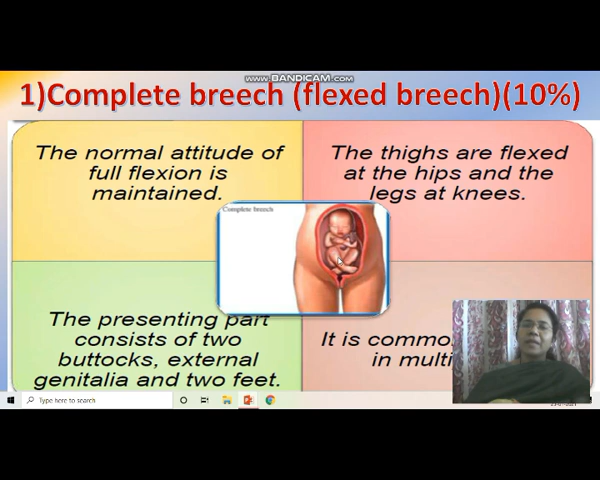 www.BANDICAM.com
1)Complete breech (flexed breech)(10%)
The normal attitude of
full flexion is
maintained.
The thighs are flexed
at the hips and the
legs at knees.
Complete breech
The presenting part
consists of two
buttocks, external
genitalia and two feet.
It is commo
in multi
Type here to search